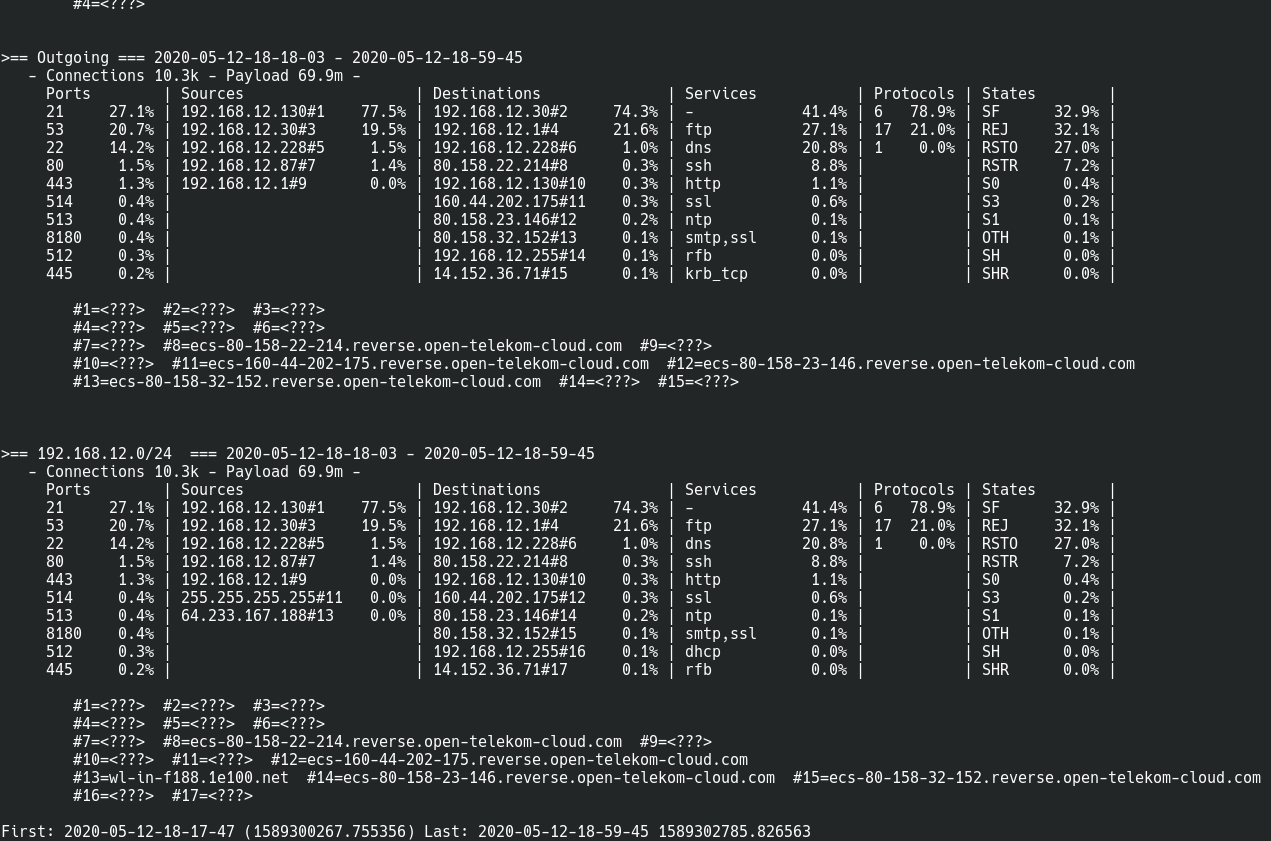 #4=<???>
>== Outgoing === 2020-05-12-18-18-03 - 2020-05-12-18-59-45
- Connections 10.3k - Payload 69.9m -
Ports | Sources | Destinations | Services | Protocols | States |
21 27.1% | 192.168.12.130#1 77.5% | 192.168.12.30#2 74.3% | - 41.4% | 6 78.9% | SF 32.9% |
53 20.7% | 192.168.12.30#3 19.5% | 192.168.12.1#4 21.6% | ftp 27.1% | 17 21.0% | REJ 32.1% |
22 14.2% | 192.168.12.228#5 1.5% | 192.168.12.228#6 1.0% | dns 20.8% | 1 0.0% | RSTO 27.0% |
80 1.5% | 192.168.12.87#7 1.4% | 80.158.22.214#8 0.3% | ssh 8.8% | | RSTR 7.2% |
443 1.3% | 192.168.12.1#9 0.0% | 192.168.12.130#10 0.3% | http 1.1% | | S0 0.4% |
514 0.4% | | 160.44.202.175#11 0.3% | ssl 0.6% | | S3 0.2% |
513 0.4% | | 80.158.23.146#12 0.2% | ntp 0.1% | | S1 0.1% |
8180 0.4% | | 80.158.32.152#13 0.1% | smtp,ssl 0.1% | | OTH 0.1% |
512 0.3% | | 192.168.12.255#14 0.1% | rfb 0.0% | | SH 0.0% |
445 0.2% | | 14.152.36.71#15 0.1% | krb_tcp 0.0% | | SHR 0.0% |
#1=<???> #2=<???> #3=<???>
#4=<???> #5=<???> #6=<???>
#7=<???> #8=ecs-80-158-22-214.reverse.open-telekom-cloud.com #9=<???>
#10=<???> #11=ecs-160-44-202-175.reverse.open-telekom-cloud.com #12=ecs-80-158-23-146.reverse.open-telekom-cloud.com
#13=ecs-80-158-32-152.reverse.open-telekom-cloud.com #14=<???> #15=<???>
>== 192.168.12.0/24 === 2020-05-12-18-18-03 - 2020-05-12-18-59-45
- Connections 10.3k - Payload 69.9m -
Ports | Sources | Destinations | Services | Protocols | States |
21 27.1% | 192.168.12.130#1 77.5% | 192.168.12.30#2 74.3% | - 41.4% | 6 78.9% | SF 32.9% |
53 20.7% | 192.168.12.30#3 19.5% | 192.168.12.1#4 21.6% | ftp 27.1% | 17 21.0% | REJ 32.1% |
22 14.2% | 192.168.12.228#5 1.5% | 192.168.12.228#6 1.0% | dns 20.8% | 1 0.0% | RSTO 27.0% |
80 1.5% | 192.168.12.87#7 1.4% | 80.158.22.214#8 0.3% | ssh 8.8% | | RSTR 7.2% |
443 1.3% | 192.168.12.1#9 0.0% | 192.168.12.130#10 0.3% | http 1.1% | | S0 0.4% |
514 0.4% | 255.255.255.255#11 0.0% | 160.44.202.175#12 0.3% | ssl 0.6% | | S3 0.2% |
513 0.4% | 64.233.167.188#13 0.0% | 80.158.23.146#14 0.2% | ntp 0.1% | | S1 0.1% |
8180 0.4% | | 80.158.32.152#15 0.1% | smtp,ssl 0.1% | | OTH 0.1% |
512 0.3% | | 192.168.12.255#16 0.1% | dhcp 0.0% | | SH 0.0% |
445 0.2% | | 14.152.36.71#17 0.1% | rfb 0.0% | | SHR 0.0% |
#1=<???> #2=<???> #3=<???>
#4=<???> #5=<???> #6=<???>
#7=<???> #8=ecs-80-158-22-214.reverse.open-telekom-cloud.com #9=<???>
#10=<???> #11=<???> #12=ecs-160-44-202-175.reverse.open-telekom-cloud.com
#13=wl-in-f188.1e100.net #14=ecs-80-158-23-146.reverse.open-telekom-cloud.com #15=ecs-80-158-32-152.reverse.open-telekom-cloud.com
#16=<???> #17=<???>
First: 2020-05-12-18-17-47 (1589300267.755356) Last: 2020-05-12-18-59-45 1589302785.826563